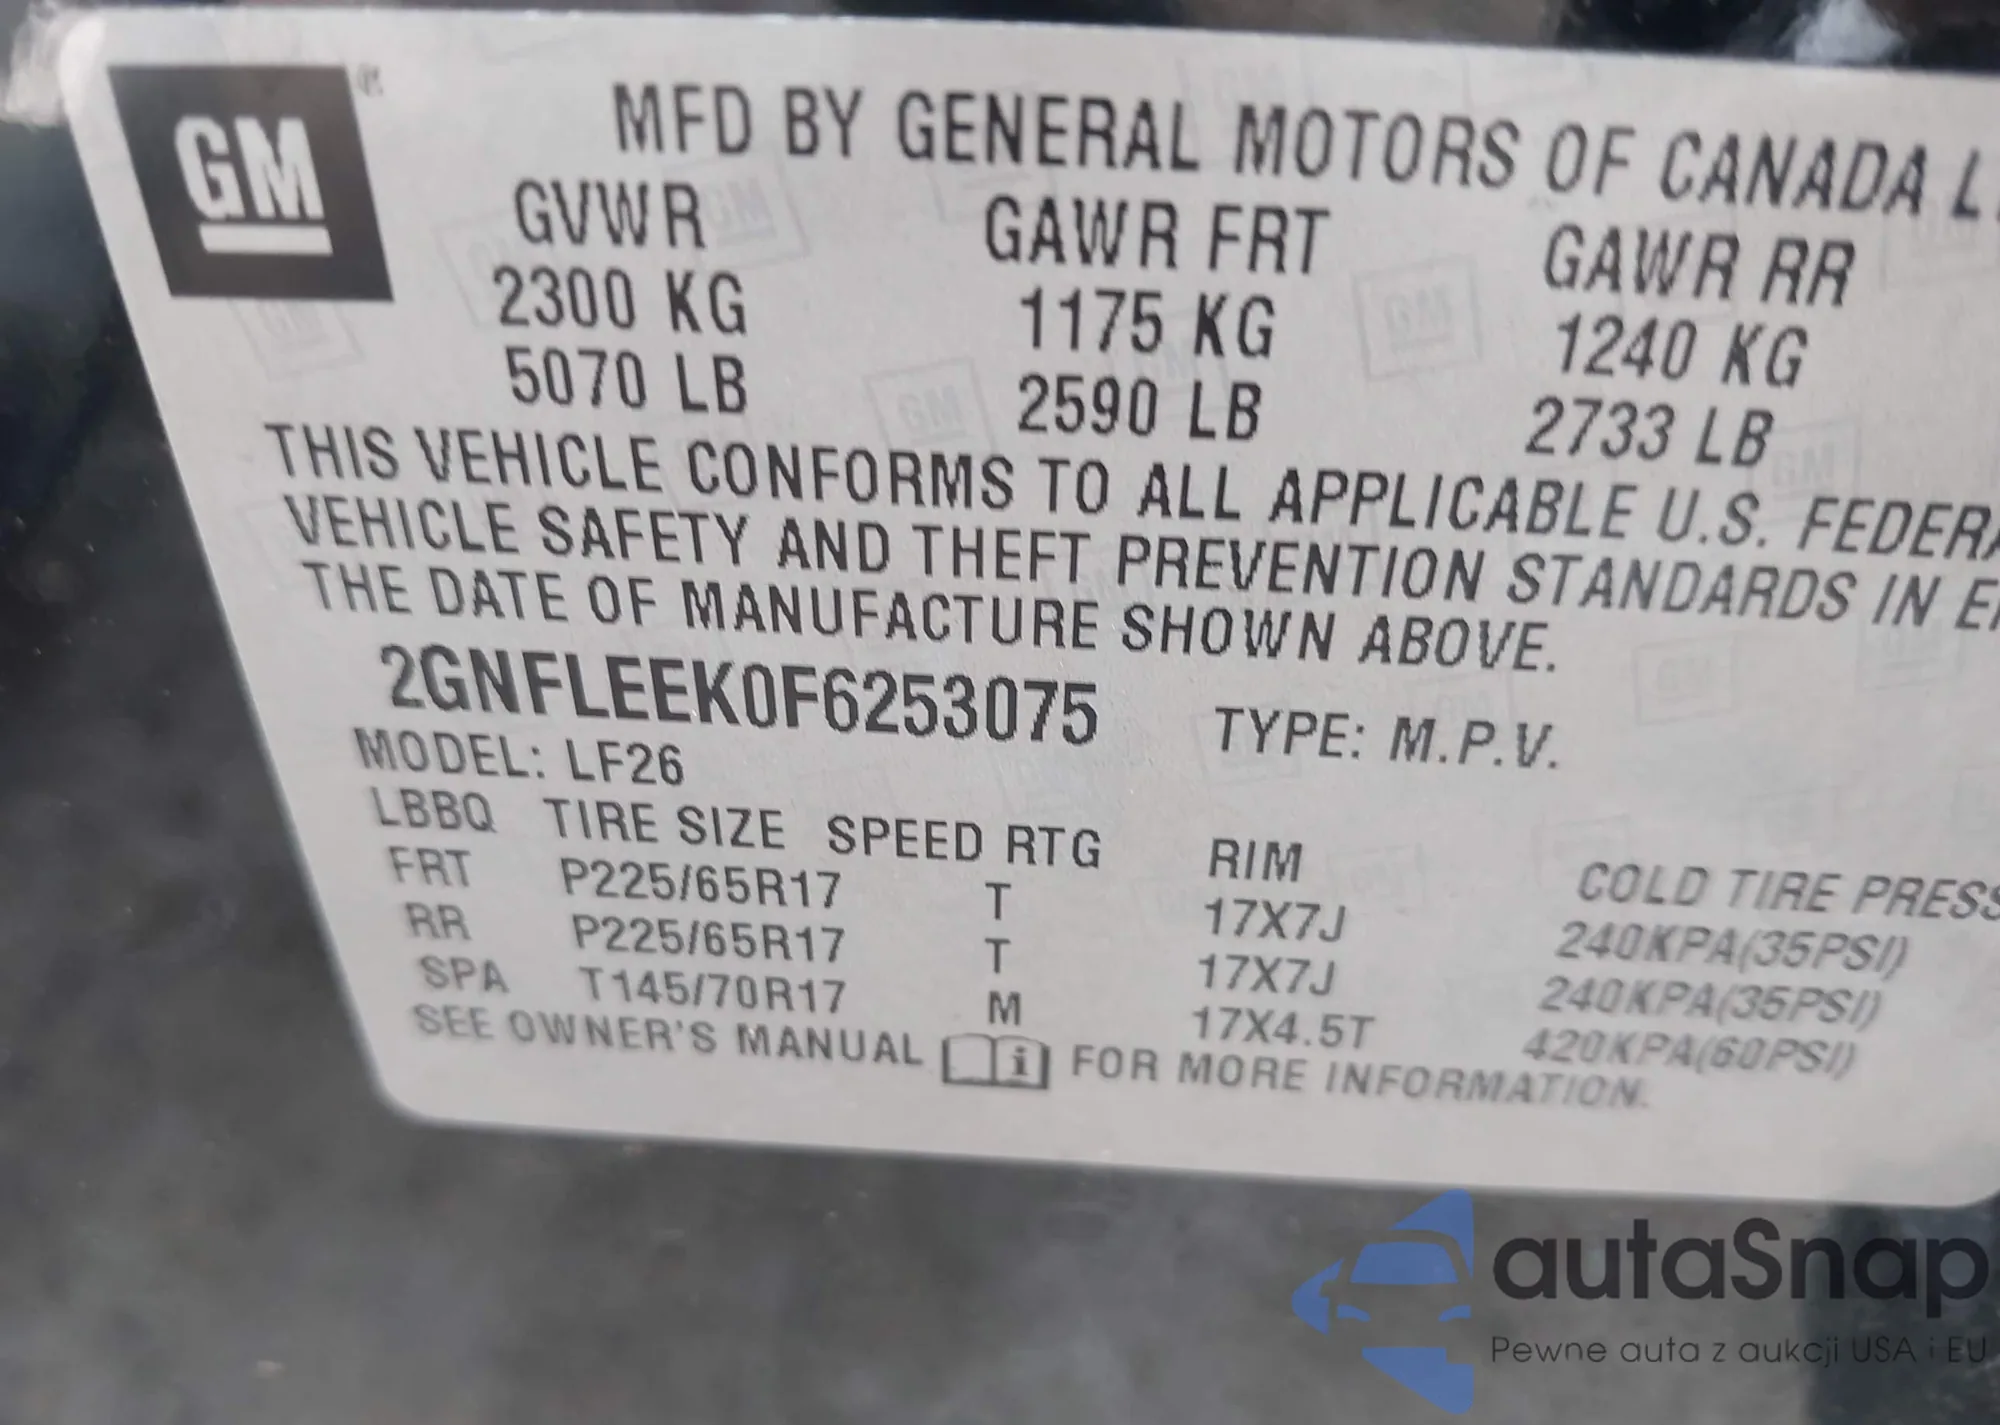 GM
MFD BY GENERAL MOTORS OF CANADA L
GVWR GAWR FRT GAWR RR
2300 KG 1175 KG 1240 KG
5070 LB 2590 LB 2733 LB
THIS VEHICLE CONFORMS TO ALL APPLICABLE U.S. FEDERA
VEHICLE SAFETY AND THEFT PREVENTION STANDARDS IN E
THE DATE OF MANUFACTURE SHOWN ABOVE.
2GNFLEEK0F6253075 TYPE: M.P.V.
MODEL: LF26
LBBQ TIRE SIZE SPEED RTG RIM COLD TIRE PRESS
FRT P225/65R17 T 17X7J 240KPA(35PSI)
RR P225/65R17 T 17X7J 240KPA(35PSI)
SPA T145/70R17 M 17X4.5T 420KPA(60PSI)
SEE OWNER'S MANUAL FOR MORE INFORMATION.
autaSnap
Pewne auta z aukcji USA i EU